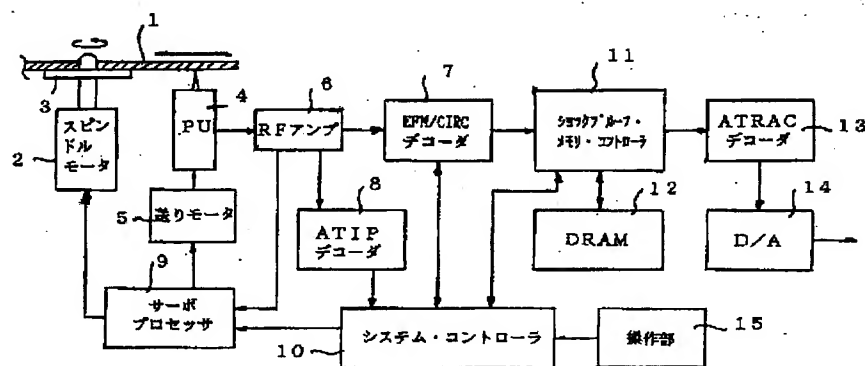 1
11
7
6
4
3
PU
RFアンプ
EFM/CIRC
デコーダ
ショックプルーフ・
メモリ・コントローラ
ATRAC
デコーダ
13
2
スピン
ドル
モータ
8
12
14
5
送りモータ
ATIP
デコーダ
DRAM
D/A
9
サーボ
プロセッサ
10
システム・コントローラ
操作部
15